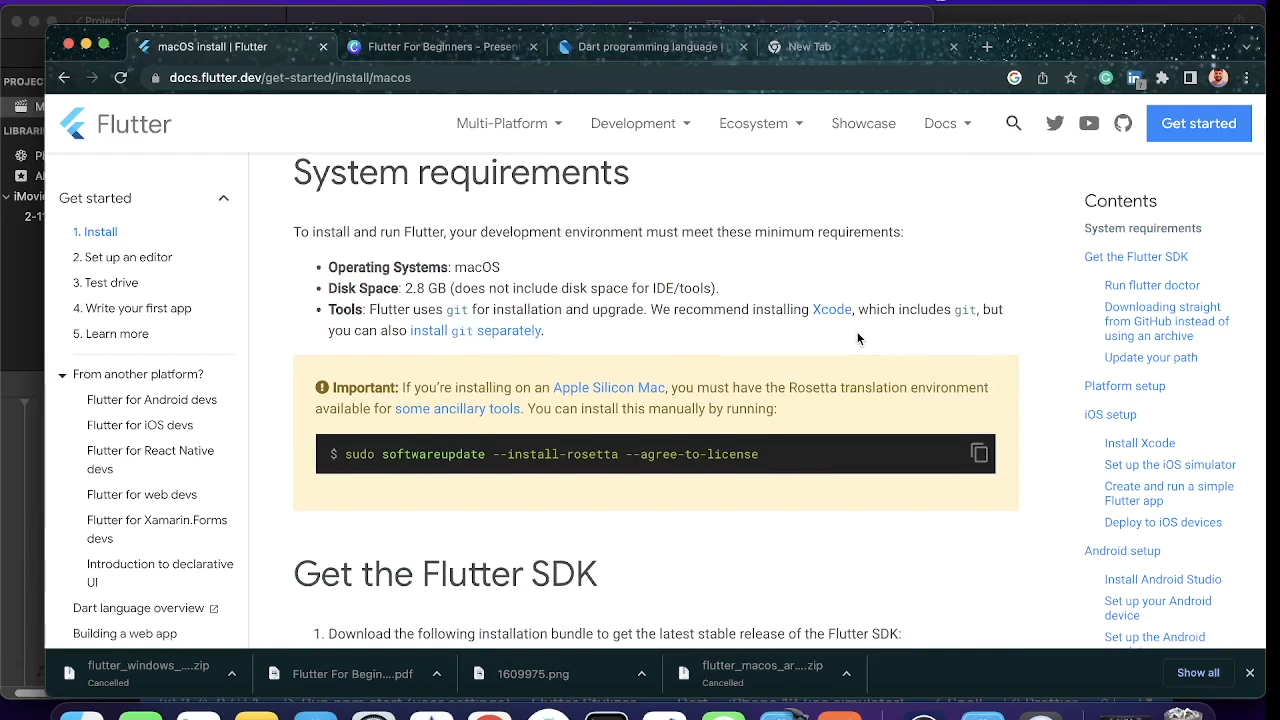 Projects
macOS install | Flutter
Flutter For Beginners - Present
Dart programming language |
New Tab
docs.flutter.dev/get-started/install/macos
7
Flutter
Multi-Platform
Development
Ecosystem
Showcase
Docs
Get started
PROJEC
M
LIBRARI
Pl
Al
iMovi
2-11
Get started
1. Install
2. Set up an editor
3. Test drive
4. Write your first app
5. Learn more
From another platform?
Flutter for Android devs
Flutter for iOS devs
Flutter for React Native
devs
Flutter for web devs
Flutter for Xamarin.Forms
devs
Introduction to declarative
UI
Dart language overview
Building a web app
System requirements
To install and run Flutter, your development environment must meet these minimum requirements:
• Operating Systems: macOS
• Disk Space: 2.8 GB (does not include disk space for IDE/tools).
• Tools: Flutter uses git for installation and upgrade. We recommend installing Xcode, which includes git, but
you can also install git separately.
Important: If you’re installing on an Apple Silicon Mac, you must have the Rosetta translation environment
available for some ancillary tools. You can install this manually by running:
$ sudo softwareupdate --install-rosetta --agree-to-license
Get the Flutter SDK
1. Download the following installation bundle to get the latest stable release of the Flutter SDK:
Contents
System requirements
Get the Flutter SDK
Run flutter doctor
Downloading straight
from GitHub instead of
using an archive
Update your path
Platform setup
iOS setup
Install Xcode
Set up the iOS simulator
Create and run a simple
Flutter app
Deploy to iOS devices
Android setup
Install Android Studio
Set up your Android
device
Set up the Android
flutter_windows_....zip
Cancelled
Flutter For Begin....pdf
1609975.png
flutter_macos_ar....zip
Cancelled
Show all